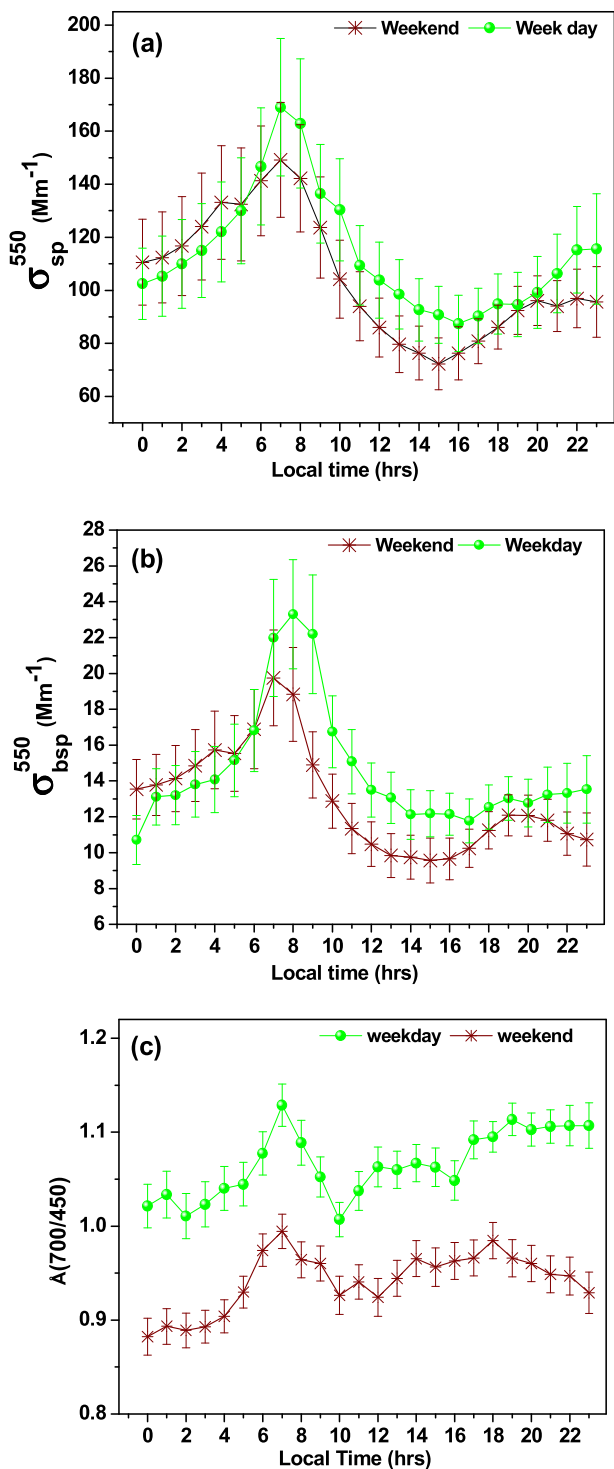 (a)
Weekend Week day
200
180
160
140
120
100
80
60
σsp550 (Mm-1)
0 2 4 6 8 10 12 14 16 18 20 22
Local time (hrs)
(b)
Weekend Weekday
28
26
24
22
20
18
16
14
12
10
8
6
σbsp550 (Mm-1)
0 2 4 6 8 10 12 14 16 18 20 22
Local time (hrs)
(c)
weekday weekend
1.2
1.1
1.0
0.9
0.8
Å(700/450)
0 2 4 6 8 10 12 14 16 18 20 22
Local Time (hrs)